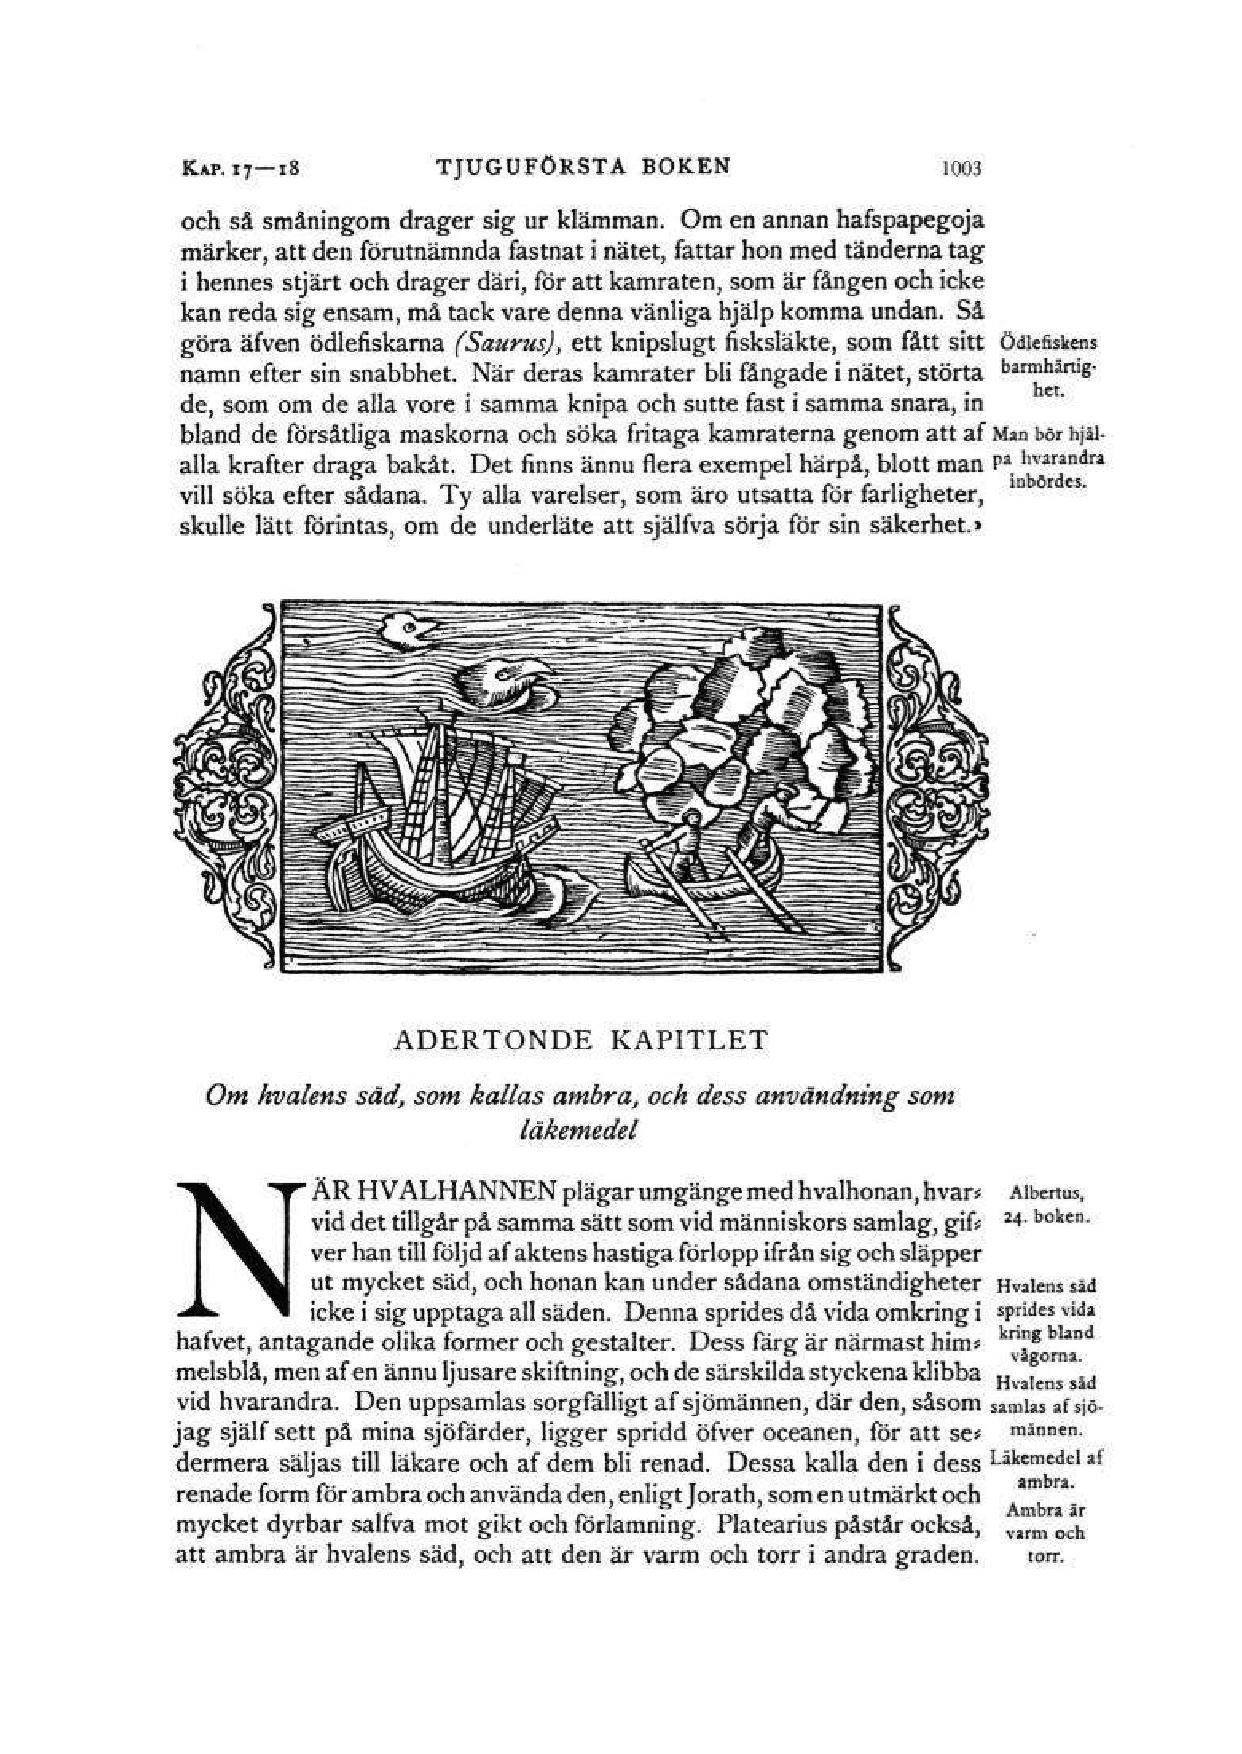 KAP. 17—18 TJUGUFÖRSTA BOKEN 1003
och så småningom drager sig ur klämman. Om en annan hafspapegoja
märker, att den förutnämnda fastnat i nätet, fattar hon med tänderna tag
i hennes stjärt och drager däri, för att kamraten, som är fången och icke
kan reda sig ensam, må tack vare denna vänliga hjälp komma undan. Så
göra äfven ödlefiskarna (Saurus), ett knipslugt fisksläkte, som fått sitt
namn efter sin snabbhet. När deras kamrater bli fångade i nätet, störta
de, som om de alla vore i samma knipa och sutte fast i samma snara, in
bland de försåtliga maskorna och söka fritaga kamraterna genom att af
alla krafter draga bakåt. Det finns ännu flera exempel härpå, blott man
vill söka efter sådana. Ty alla varelser, som äro utsatta för farligheter,
skulle lätt förintas, om de underläte att själfva sörja för sin säkerhet.»
Ödlefiskens
barmhärtig-
het.
Man bör hjäl-
pa hvarandra
inbördes.
ADERTONDE KAPITLET
Om hvalens säd, som kallas ambra, och dess användning som
läkemedel
NÄR HVALHANNEN plägar umgänge med hvalhonan, hvar-
vid det tillgår på samma sätt som vid människors samlag, gif-
ver han till följd af aktens hastiga förlopp ifrån sig och släpper
ut mycket säd, och honan kan under sådana omständigheter
icke i sig upptaga all säden. Denna sprides då vida omkring i
hafvet, antagande olika former och gestalter. Dess färg är närmast him-
melsblå, men af en ännu ljusare skiftning, och de särskilda styckena klibba
vid hvarandra. Den uppsamlas sorgfälligt af sjömännen, där den, såsom
jag själf sett på mina sjöfärder, ligger spridd öfver oceanen, för att se-
dermera säljas till läkare och af dem bli renad. Dessa kalla den i dess
renade form för ambra och använda den, enligt Jorath, som en utmärkt och
mycket dyrbar salfva mot gikt och förlamning. Platearius påstår också,
att ambra är hvalens säd, och att den är varm och torr i andra graden.
Albertus,
24. boken.
Hvalens säd
sprides vida
kring bland
vågorna.
Hvalens säd
samlas af sjö-
männen.
Läkemedel af
ambra.
Ambra är
varm och
torr.